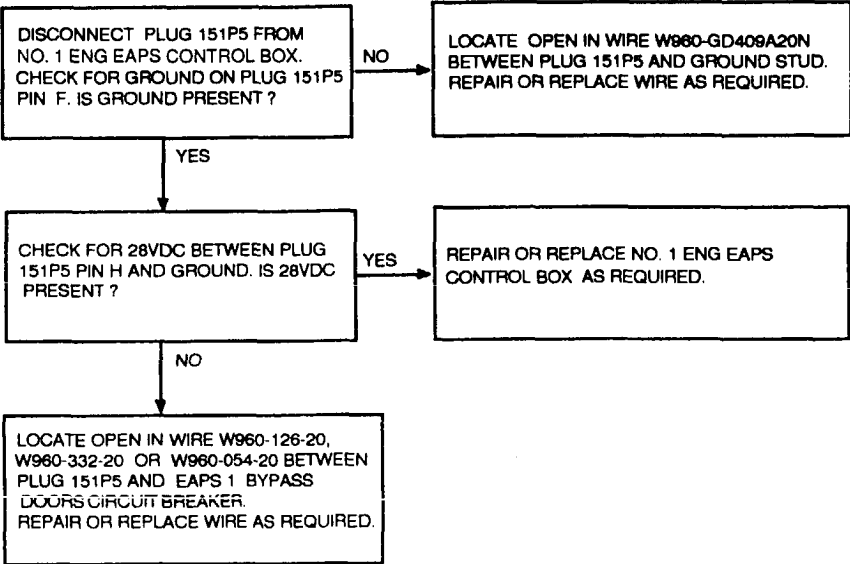 DISCONNECT PLUG 151P5 FROM
NO. 1 ENG EAPS CONTROL BOX.
CHECK FOR GROUND ON PLUG 151P5
PIN F. IS GROUND PRESENT ?
NO
LOCATE OPEN IN WIRE W960-GD409A20N
BETWEEN PLUG 151P5 AND GROUND STUD.
REPAIR OR REPLACE WIRE AS REQUIRED.
YES
CHECK FOR 28VDC BETWEEN PLUG
151P5 PIN H AND GROUND. IS 28VDC
PRESENT ?
YES
REPAIR OR REPLACE NO. 1 ENG EAPS
CONTROL BOX AS REQUIRED.
NO
LOCATE OPEN IN WIRE W960-126-20,
W960-332-20 OR W960-054-20 BETWEEN
PLUG 151P5 AND EAPS 1 BYPASS
DOORS CIRCUIT BREAKER.
REPAIR OR REPLACE WIRE AS REQUIRED.